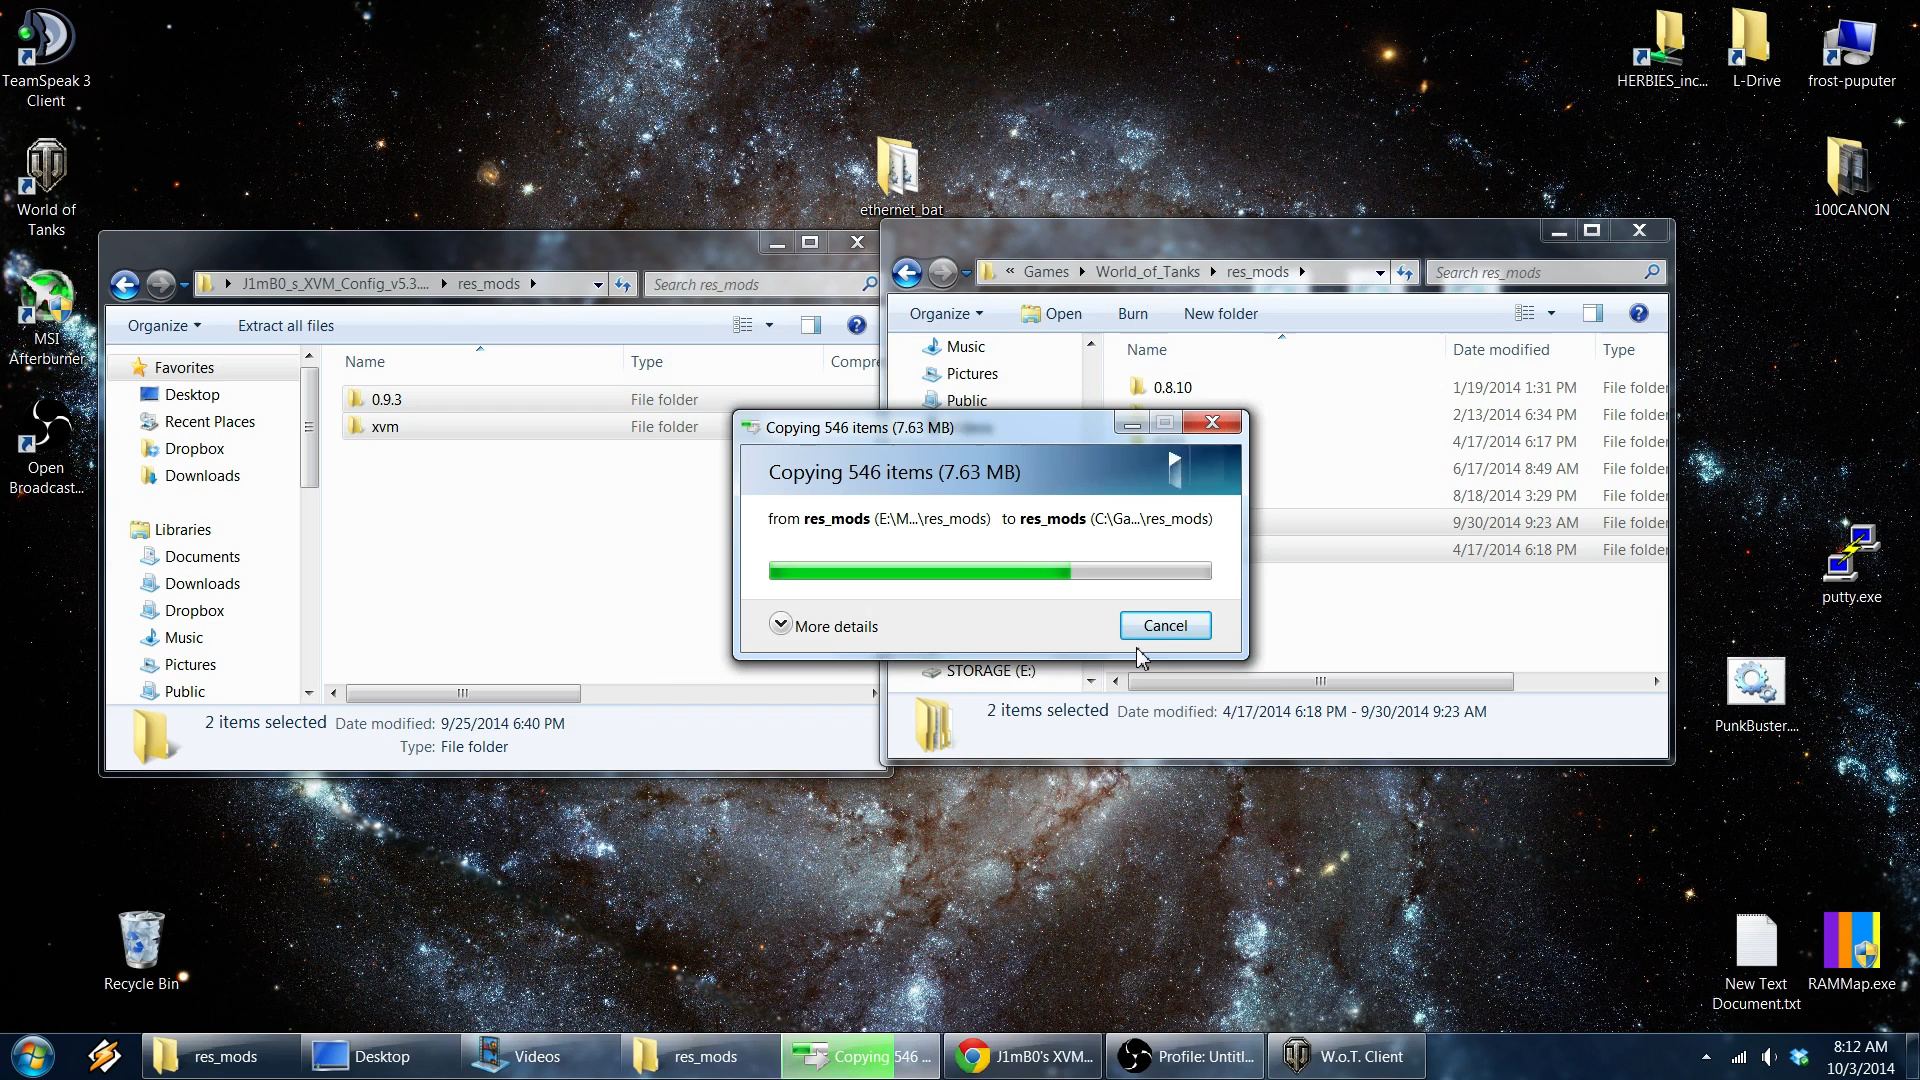 TeamSpeak 3
Client
World of
Tanks
MSI
Afterburner
Open
Broadcast...
Recycle Bin
ethernet_bat
HERBIES_inc...
L-Drive
frost-puputer
100CANON
putty.exe
PunkBuster....
New Text
Document.txt
RAMMap.exe
J1mB0_s_XVM_Config_v5.3....
res_mods
Search res_mods
Organize
Extract all files
Favorites
Desktop
Recent Places
Dropbox
Downloads
Libraries
Documents
Downloads
Dropbox
Music
Pictures
Public
Name
Type
Compre
0.9.3
File folder
xvm
File folder
2 items selected Date modified: 9/25/2014 6:40 PM
Type: File folder
« Games World_of_Tanks res_mods
Search res_mods
Organize
Open
Burn
New folder
Music
Pictures
Public
STORAGE (E:)
Name
Date modified
Type
0.8.10
1/19/2014 1:31 PM
File folder
2/13/2014 6:34 PM
File folder
4/17/2014 6:17 PM
File folder
6/17/2014 8:49 AM
File folder
8/18/2014 3:29 PM
File folder
9/30/2014 9:23 AM
File folder
4/17/2014 6:18 PM
File folder
2 items selected Date modified: 4/17/2014 6:18 PM - 9/30/2014 9:23 AM
Copying 546 items (7.63 MB)
Copying 546 items (7.63 MB)
from res_mods (E:\M...\res_mods) to res_mods (C:\Ga...\res_mods)
More details
Cancel
res_mods
Desktop
Videos
res_mods
Copying 546 ...
J1mB0's XVM...
Profile: Untitl...
W.o.T. Client
8:12 AM
10/3/2014